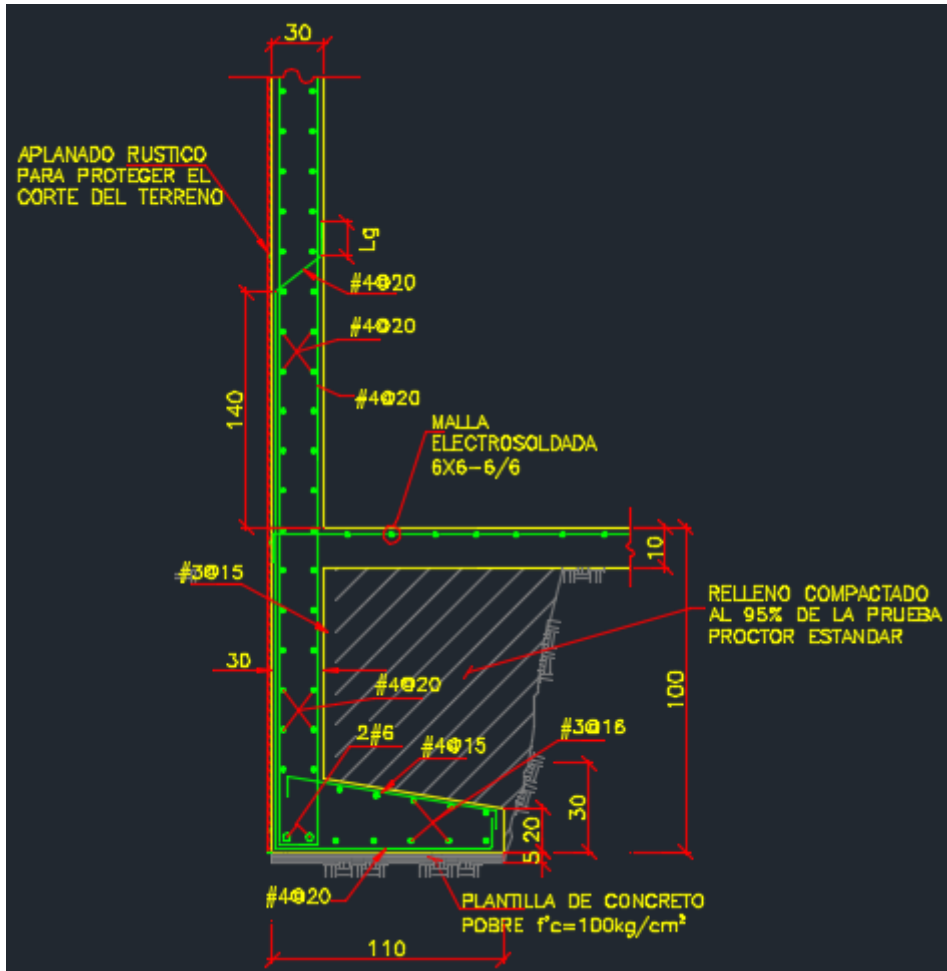 30
APLANADO RUSTICO
PARA PROTEGER EL
CORTE DEL TERRENO
Lg
#4@20
#4@20
#4@20
140
MALLA
ELECTROSOLDADA
6X6-6/6
10
#3@15
RELLENO COMPACTADO
AL 95% DE LA PRUEBA
PROCTOR ESTANDAR
30
#4@20
100
2#6
#4@15
#3@16
30
20
5
#4@20
PLANTILLA DE CONCRETO
POBRE f'c=100kg/cm²
110